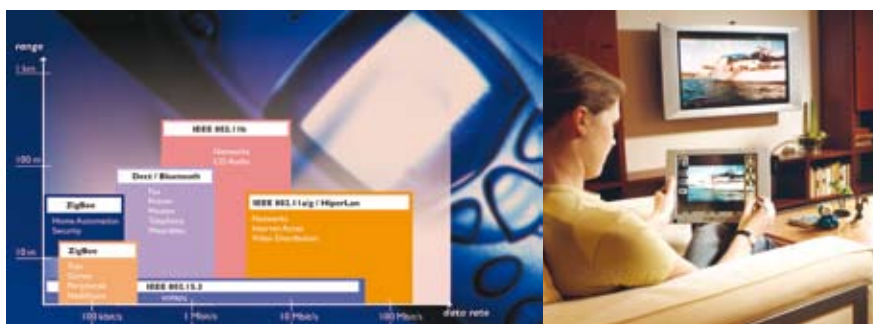 range
1 km
IEEE 802.11b
Networks
CD Audio
100 m
Dect / Bluetooth
Fax
Printer
Modem
Telephone
Wearables
ZigBee
Home Automation
Security
IEEE 802.11a/g / HiperLan
Networks
Internet Access
Video Distribution
ZigBee
Toys
Games
Peripherals
Healthcare
10 m
IEEE 802.15.3
WPAN
100 kbit/s
1 Mbit/s
10 Mbit/s
100 Mbit/s
data rate